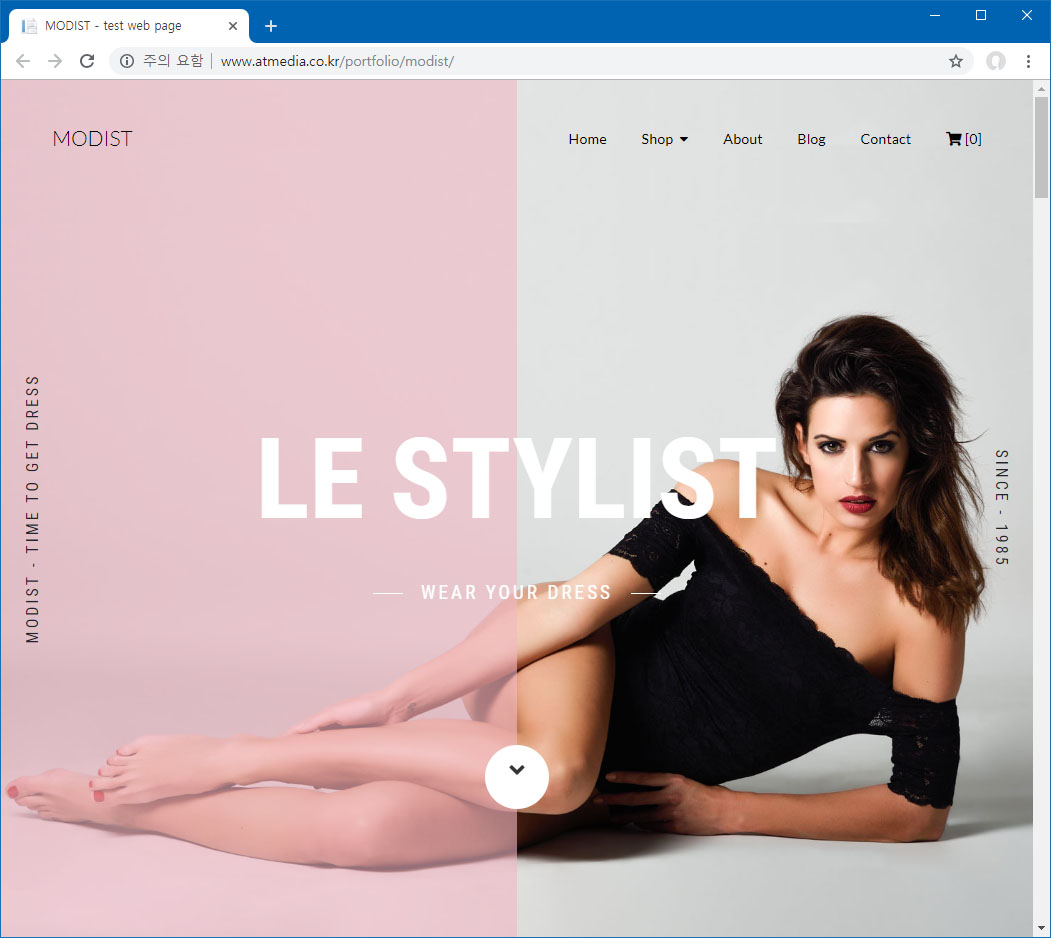 MODIST - test web page
주의 요함 | www.atmedia.co.kr/portfolio/modist/
MODIST
Home Shop About Blog Contact [0]
MODIST - TIME TO GET DRESS
LE STYLIST
SINCE - 1985
WEAR YOUR DRESS